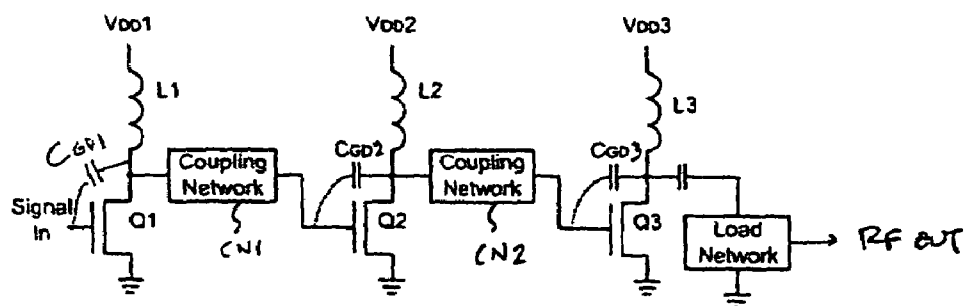 VDD1
VDD2
VDD3
L1
L2
L3
CGD1
CGD2
CGD3
Coupling
Network
Coupling
Network
Signal
In
Q1
Q2
Q3
CN1
CN2
Load
Network
RF OUT